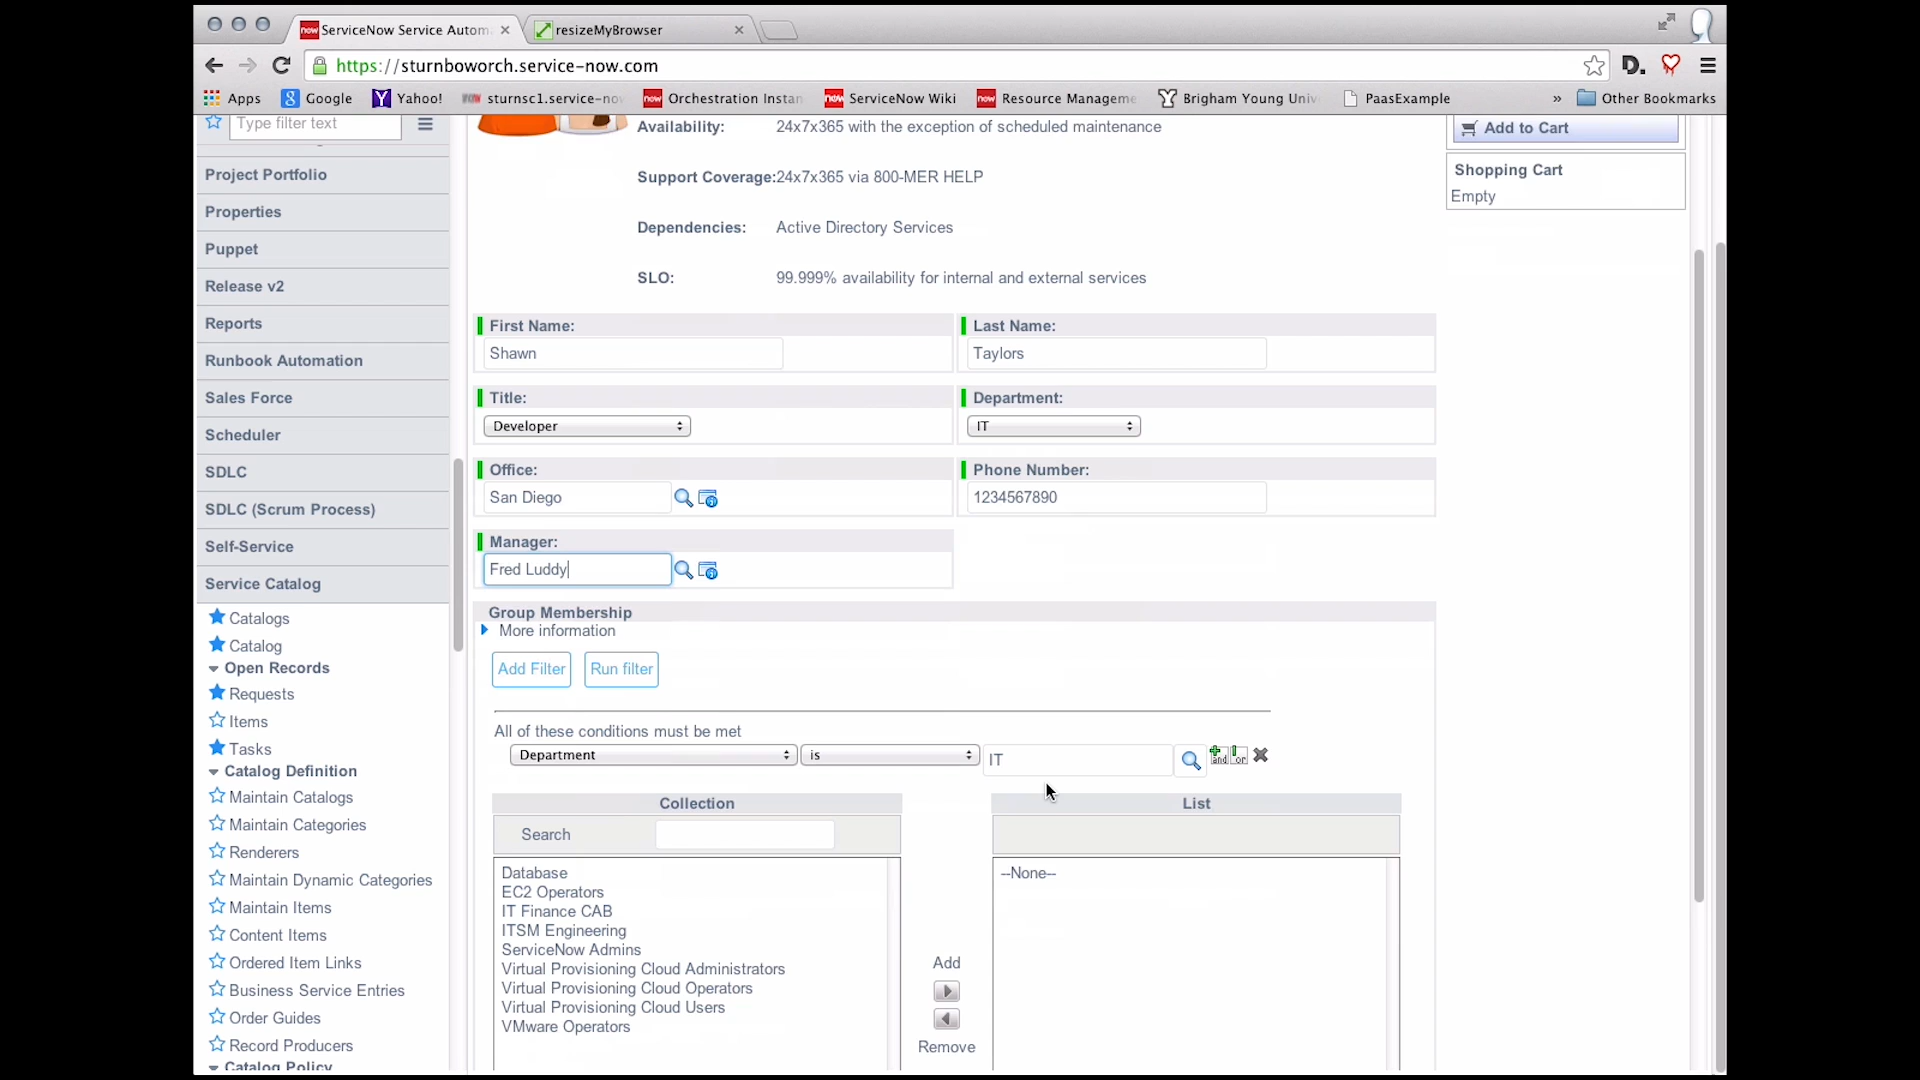 ServiceNow Service Autom
resizeMyBrowser
https://sturnboworch.service-now.com
Apps
Google
Yahoo!
sturnsc1.service-no
Orchestration Instan
ServiceNow Wiki
Resource Manageme
Brigham Young Univ
PaasExample
»
Other Bookmarks
Type filter text
Project Portfolio
Properties
Puppet
Release v2
Reports
Runbook Automation
Sales Force
Scheduler
SDLC
SDLC (Scrum Process)
Self-Service
Service Catalog
Catalogs
Catalog
Open Records
Requests
Items
Tasks
Catalog Definition
Maintain Catalogs
Maintain Categories
Renderers
Maintain Dynamic Categories
Maintain Items
Content Items
Ordered Item Links
Business Service Entries
Order Guides
Record Producers
Catalog Policy
Availability: 24x7x365 with the exception of scheduled maintenance
Support Coverage:24x7x365 via 800-MER HELP
Dependencies: Active Directory Services
SLO: 99.999% availability for internal and external services
First Name:
Shawn
Last Name:
Taylors
Title:
Developer
Department:
IT
Office:
San Diego
Phone Number:
1234567890
Manager:
Fred Luddy
Group Membership
More information
Add Filter
Run filter
All of these conditions must be met
Department
is
IT
and
or
Collection
Search
Database
EC2 Operators
IT Finance CAB
ITSM Engineering
ServiceNow Admins
Virtual Provisioning Cloud Administrators
Virtual Provisioning Cloud Operators
Virtual Provisioning Cloud Users
VMware Operators
Add
Remove
List
--None--
Add to Cart
Shopping Cart
Empty